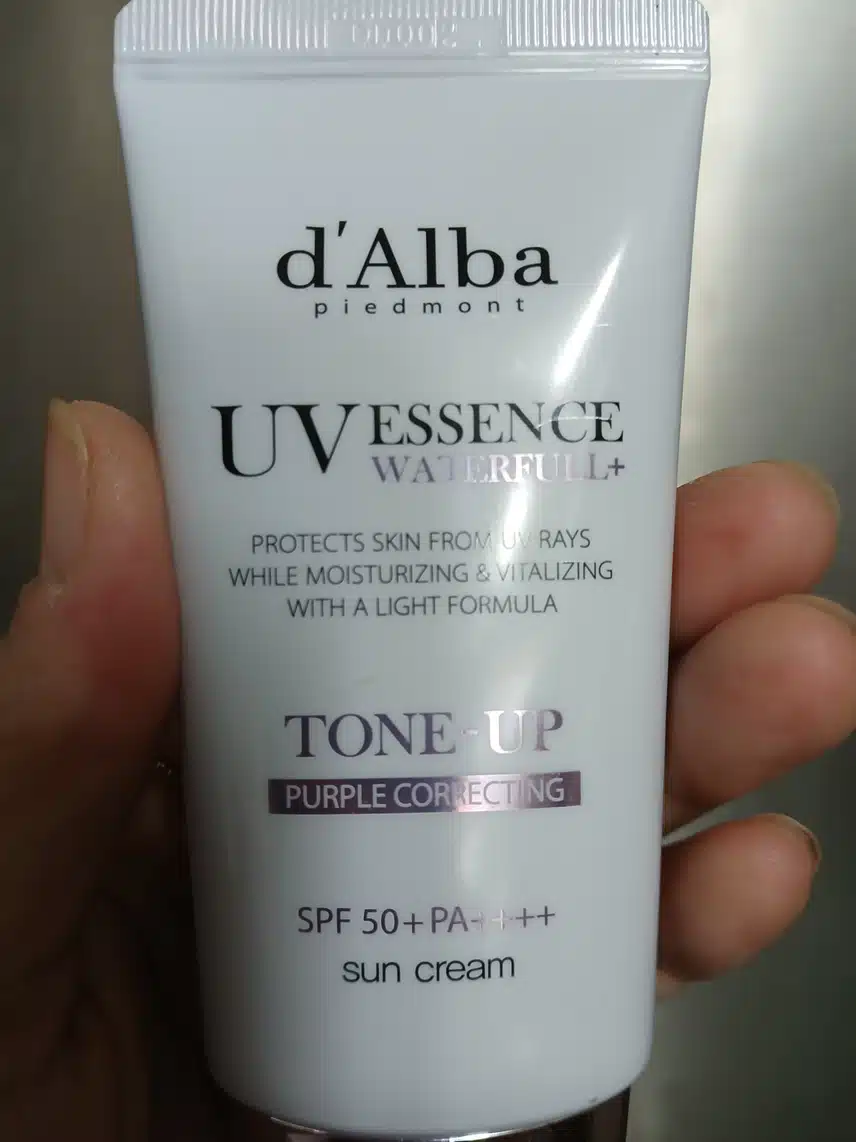 d'Alba
piedmont
UV ESSENCE
WATERFULL+
PROTECTS SKIN FROM UV RAYS
WHILE MOISTURIZING & VITALIZING
WITH A LIGHT FORMULA
TONE-UP
PURPLE CORRECTING
SPF 50+ PA++++
sun cream